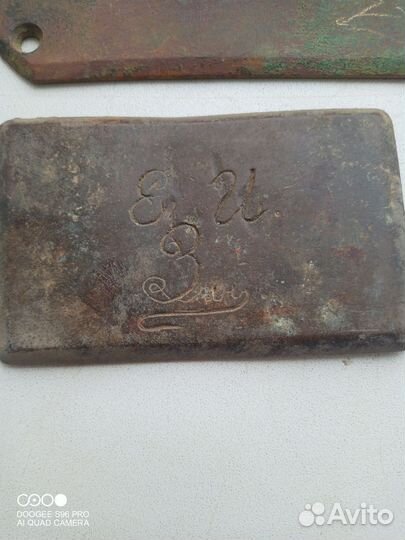 Е. И.
З
DOOGEE S96 PRO
AI QUAD CAMERA
Avito